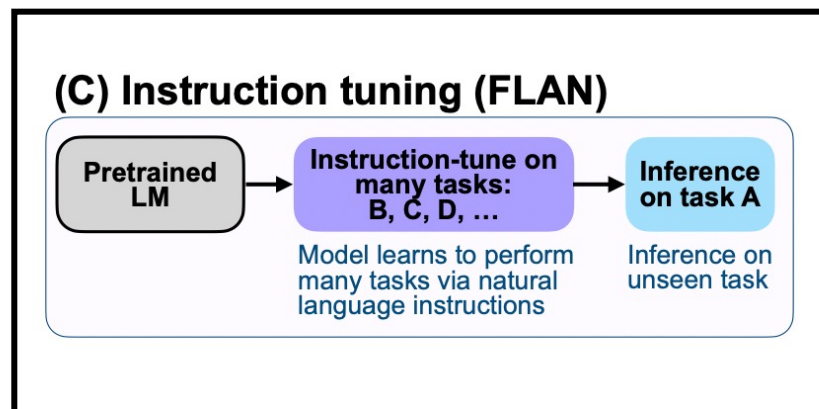 (C) Instruction tuning (FLAN)
Pretrained
LM
Instruction-tune on
many tasks:
B, C, D, ...
Inference
on task A
Model learns to perform
many tasks via natural
language instructions
Inference on
unseen task